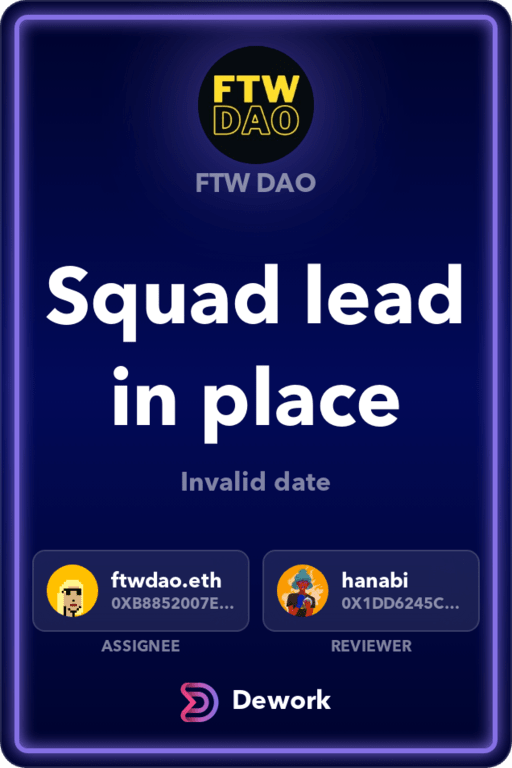 FTW
DAO
FTW DAO
Squad lead
in place
Invalid date
ftwdao.eth
0XB8852007E...
hanabi
0X1DD6245C...
ASSIGNEE
REVIEWER
Dework